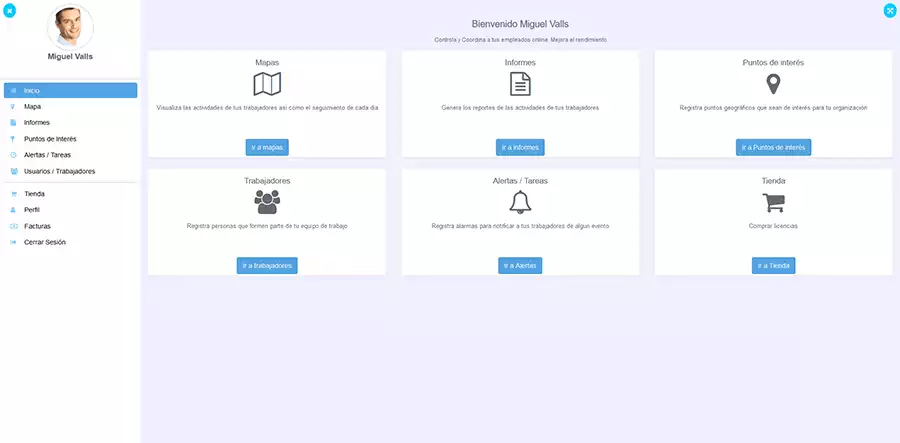 Miguel Valls
Inicio
Mapa
Informes
Puntos de Interés
Alertas / Tareas
Usuarios / Trabajadores
Tienda
Perfil
Facturas
Cerrar Sesión
Bienvenido Miguel Valls
Controla y Coordina a tus empleados online. Mejora el rendimiento.
Mapas
Visualiza las actividades de tus trabajadores asi como el seguimiento de cada dia
Ir a mapas
Informes
Genera los reportes de las actividades de tus trabajadores
Ir a informes
Puntos de interés
Registra puntos geográficos que sean de interés para tu organización
Ir a Puntos de Interés
Trabajadores
Registra personas que formen parte de tu equipo de trabajo
Ir a trabajadores
Alertas / Tareas
Registra alarmas para notificar a tus trabajadores de algun evento
Ir a Alertas
Tienda
Comprar licencias
Ir a Tienda